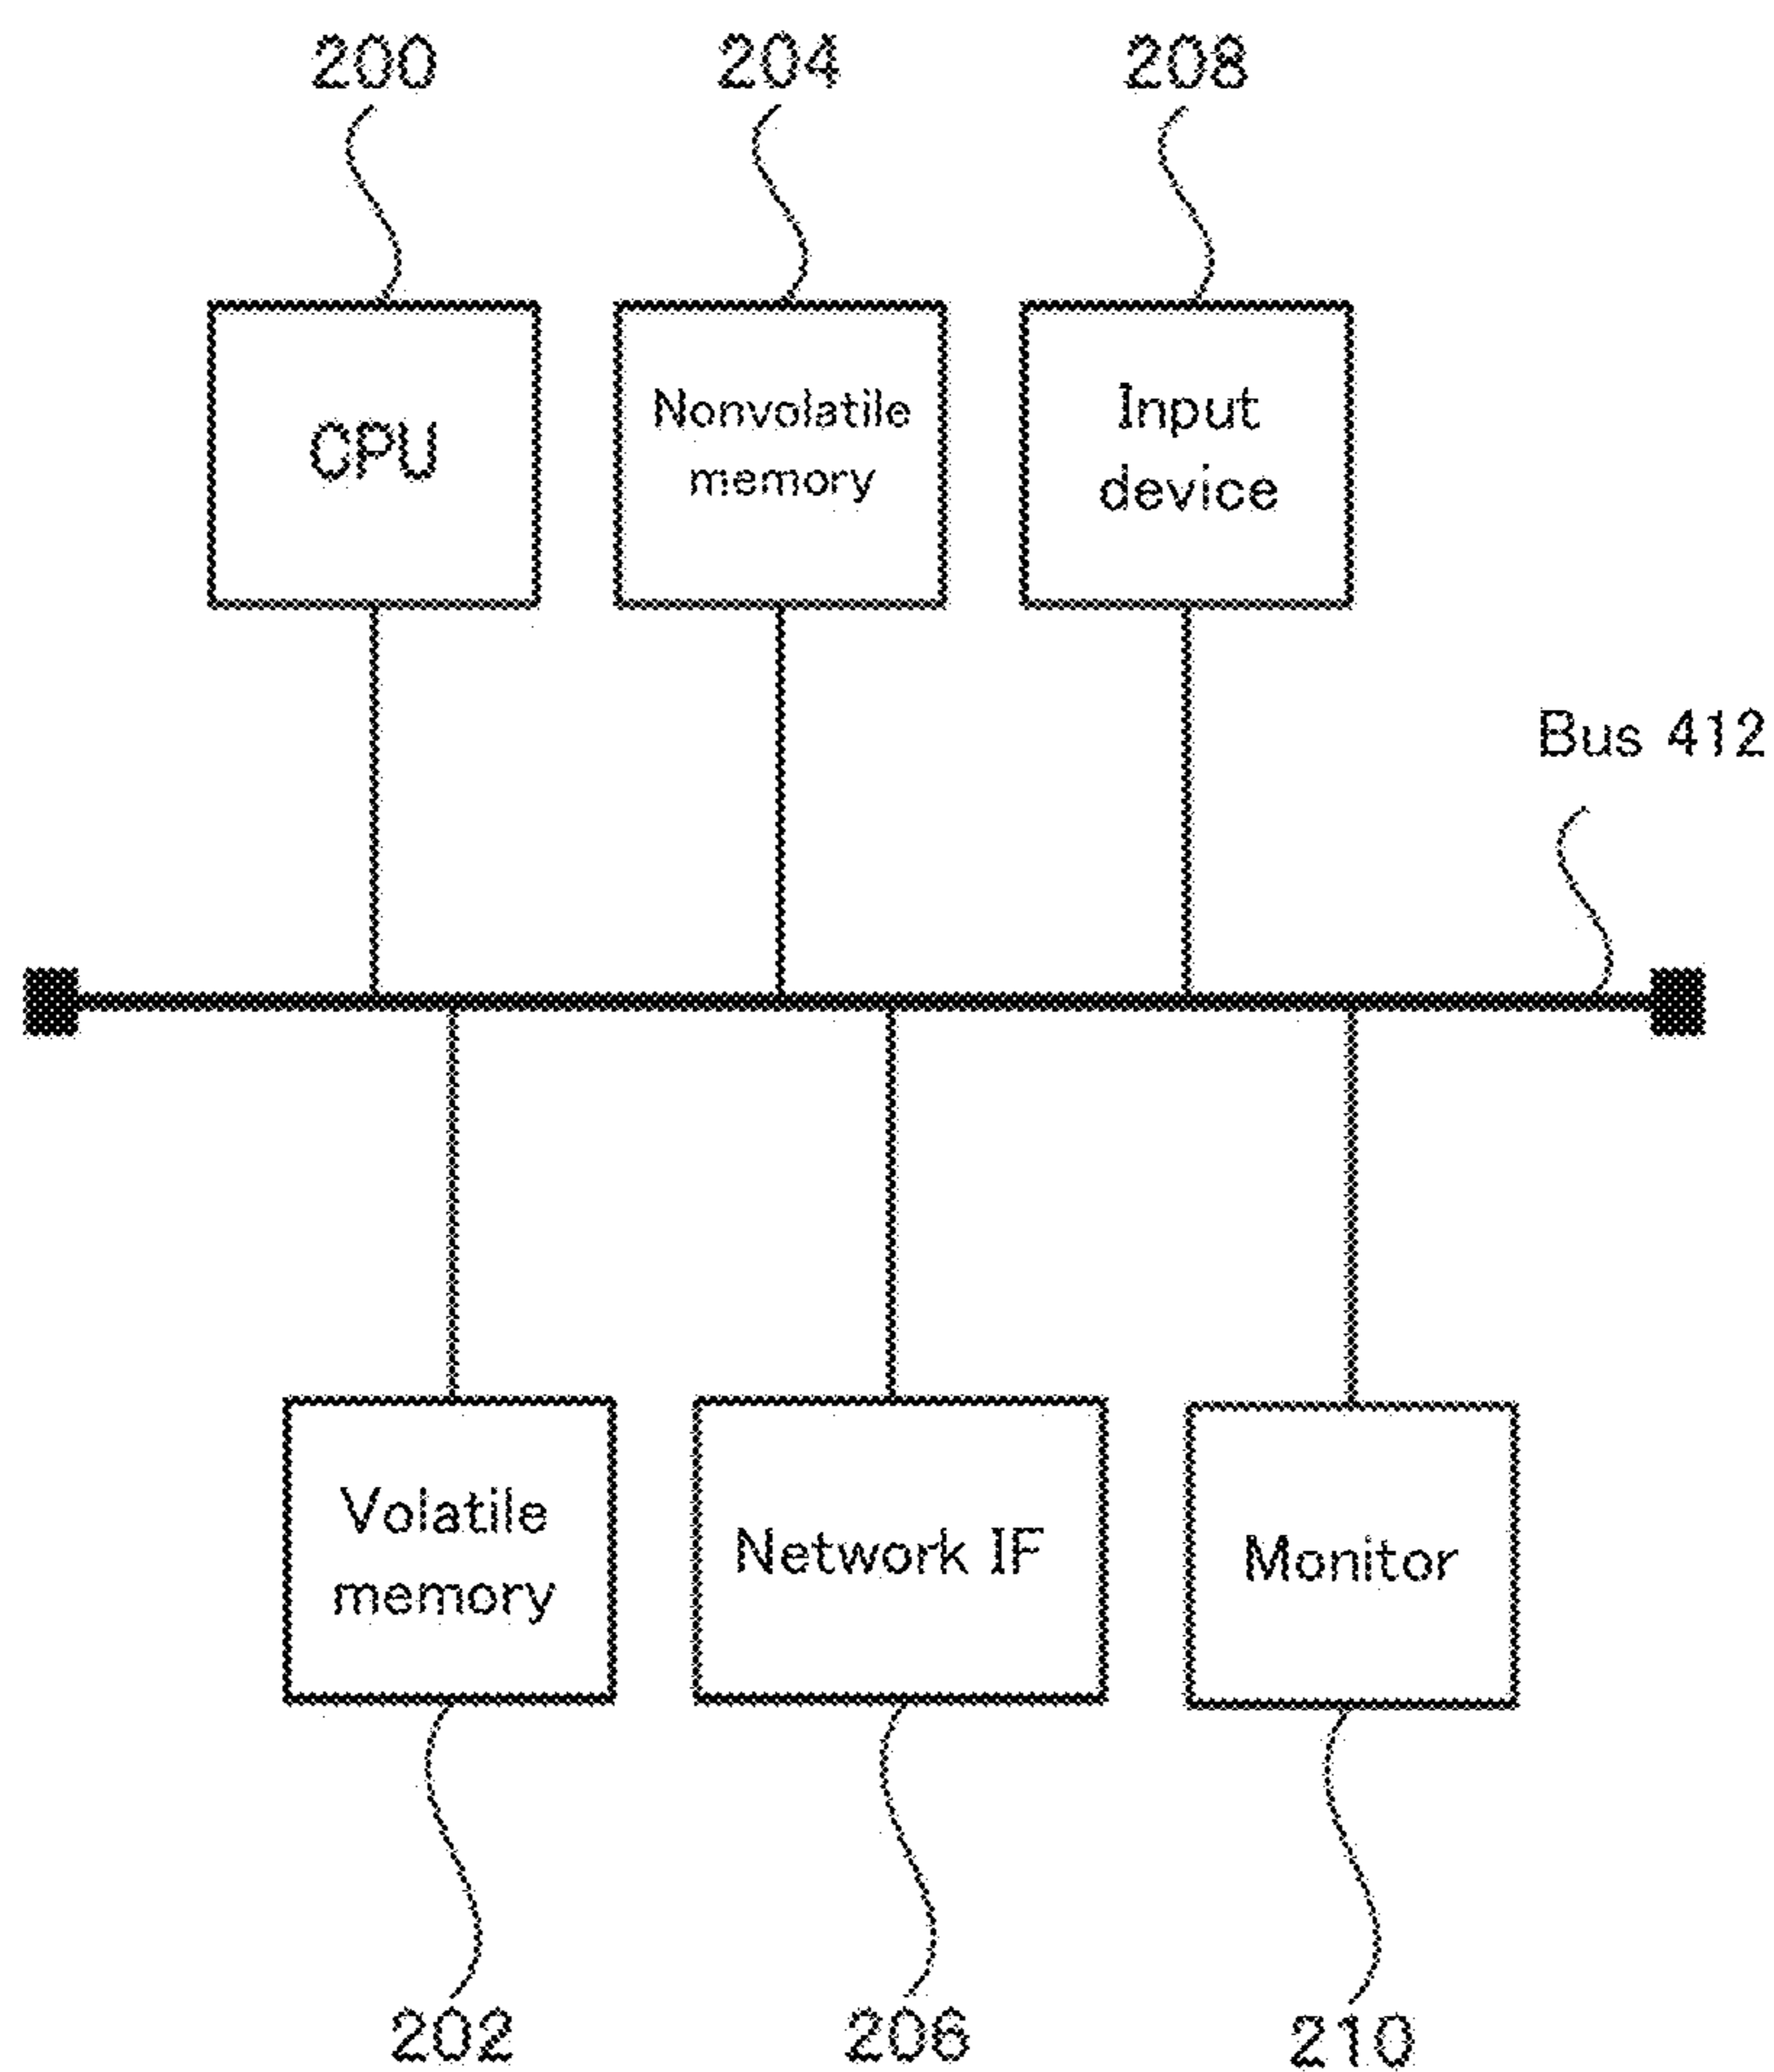 200
204
208
CPU
Nonvolatile
memory
Input
device
Bus 412
Volatile
memory
Network IF
Monitor
202
206
210